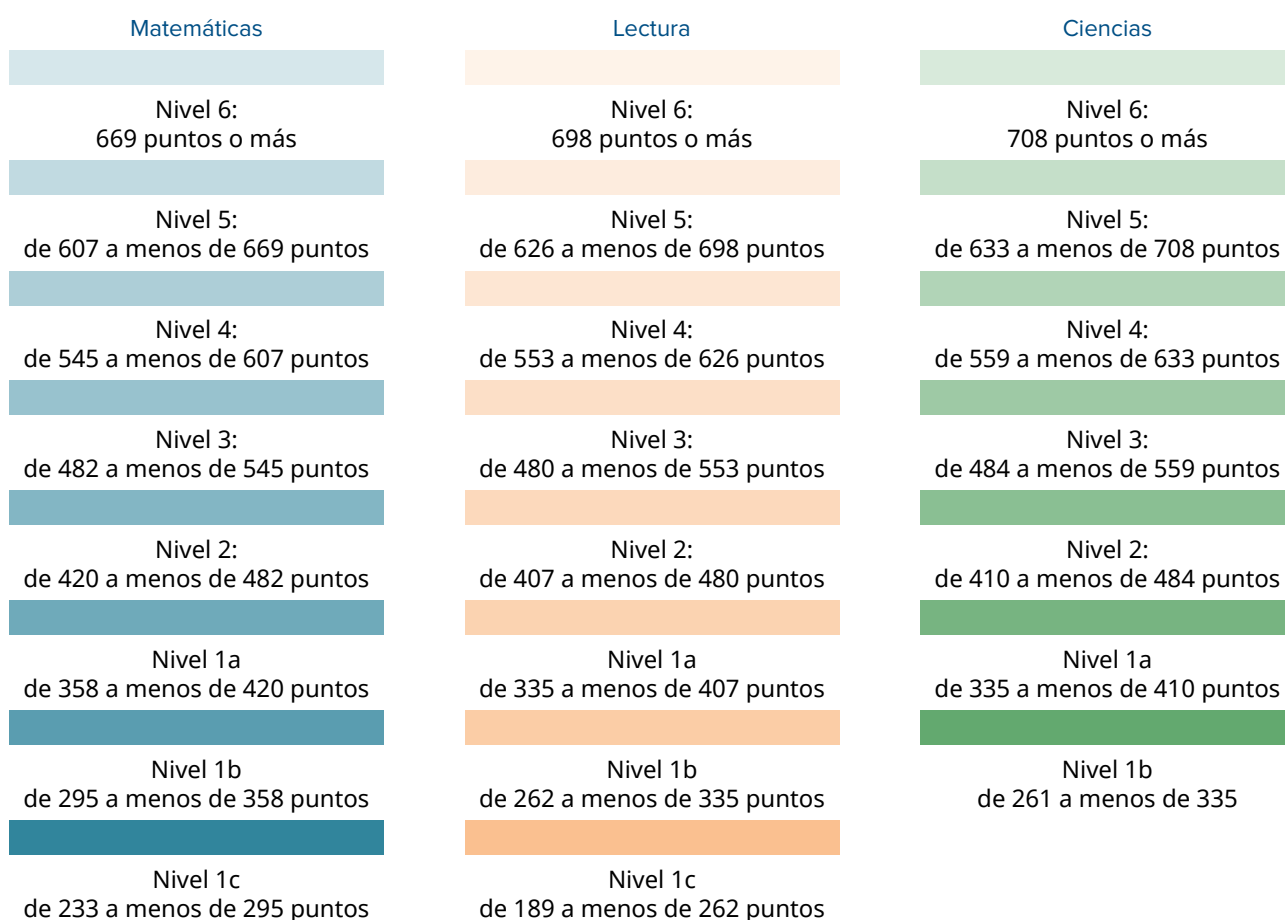 Matemáticas
Nivel 6:
669 puntos o más
Nivel 5:
de 607 a menos de 669 puntos
Nivel 4:
de 545 a menos de 607 puntos
Nivel 3:
de 482 a menos de 545 puntos
Nivel 2:
de 420 a menos de 482 puntos
Nivel 1a
de 358 a menos de 420 puntos
Nivel 1b
de 295 a menos de 358 puntos
Nivel 1c
de 233 a menos de 295 puntos
Lectura
Nivel 6:
698 puntos o más
Nivel 5:
de 626 a menos de 698 puntos
Nivel 4:
de 553 a menos de 626 puntos
Nivel 3:
de 480 a menos de 553 puntos
Nivel 2:
de 407 a menos de 480 puntos
Nivel 1a
de 335 a menos de 407 puntos
Nivel 1b
de 262 a menos de 335 puntos
Nivel 1c
de 189 a menos de 262 puntos
Ciencias
Nivel 6:
708 puntos o más
Nivel 5:
de 633 a menos de 708 puntos
Nivel 4:
de 559 a menos de 633 puntos
Nivel 3:
de 484 a menos de 559 puntos
Nivel 2:
de 410 a menos de 484 puntos
Nivel 1a
de 335 a menos de 410 puntos
Nivel 1b
de 261 a menos de 335